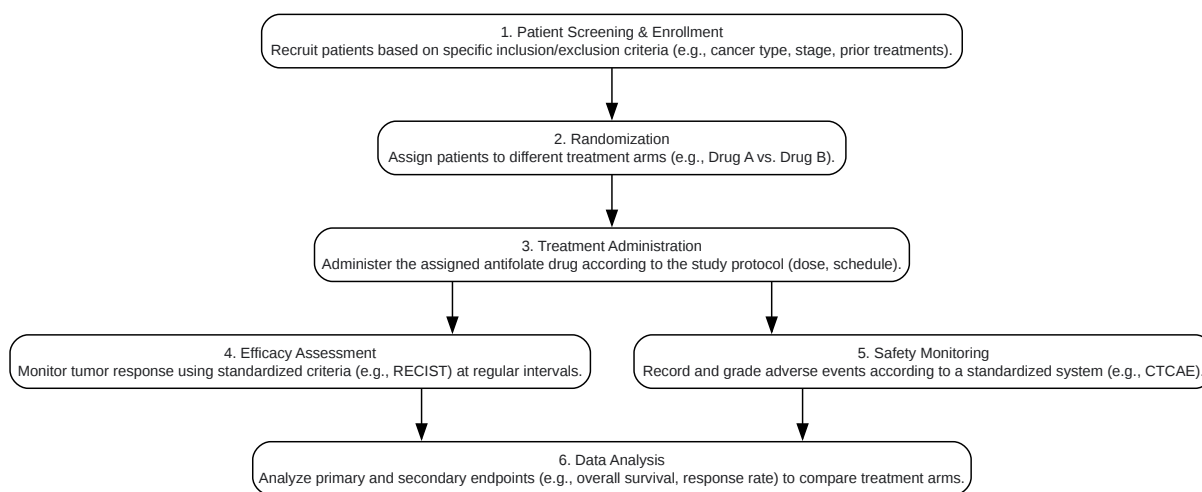 1. Patient Screening & Enrollment
Recruit patients based on specific inclusion/exclusion criteria (e.g., cancer type, stage, prior treatments).
2. Randomization
Assign patients to different treatment arms (e.g., Drug A vs. Drug B).
3. Treatment Administration
Administer the assigned antifolate drug according to the study protocol (dose, schedule).
4. Efficacy Assessment
Monitor tumor response using standardized criteria (e.g., RECIST) at regular intervals.
5. Safety Monitoring
Record and grade adverse events according to a standardized system (e.g., CTCAE).
6. Data Analysis
Analyze primary and secondary endpoints (e.g., overall survival, response rate) to compare treatment arms.